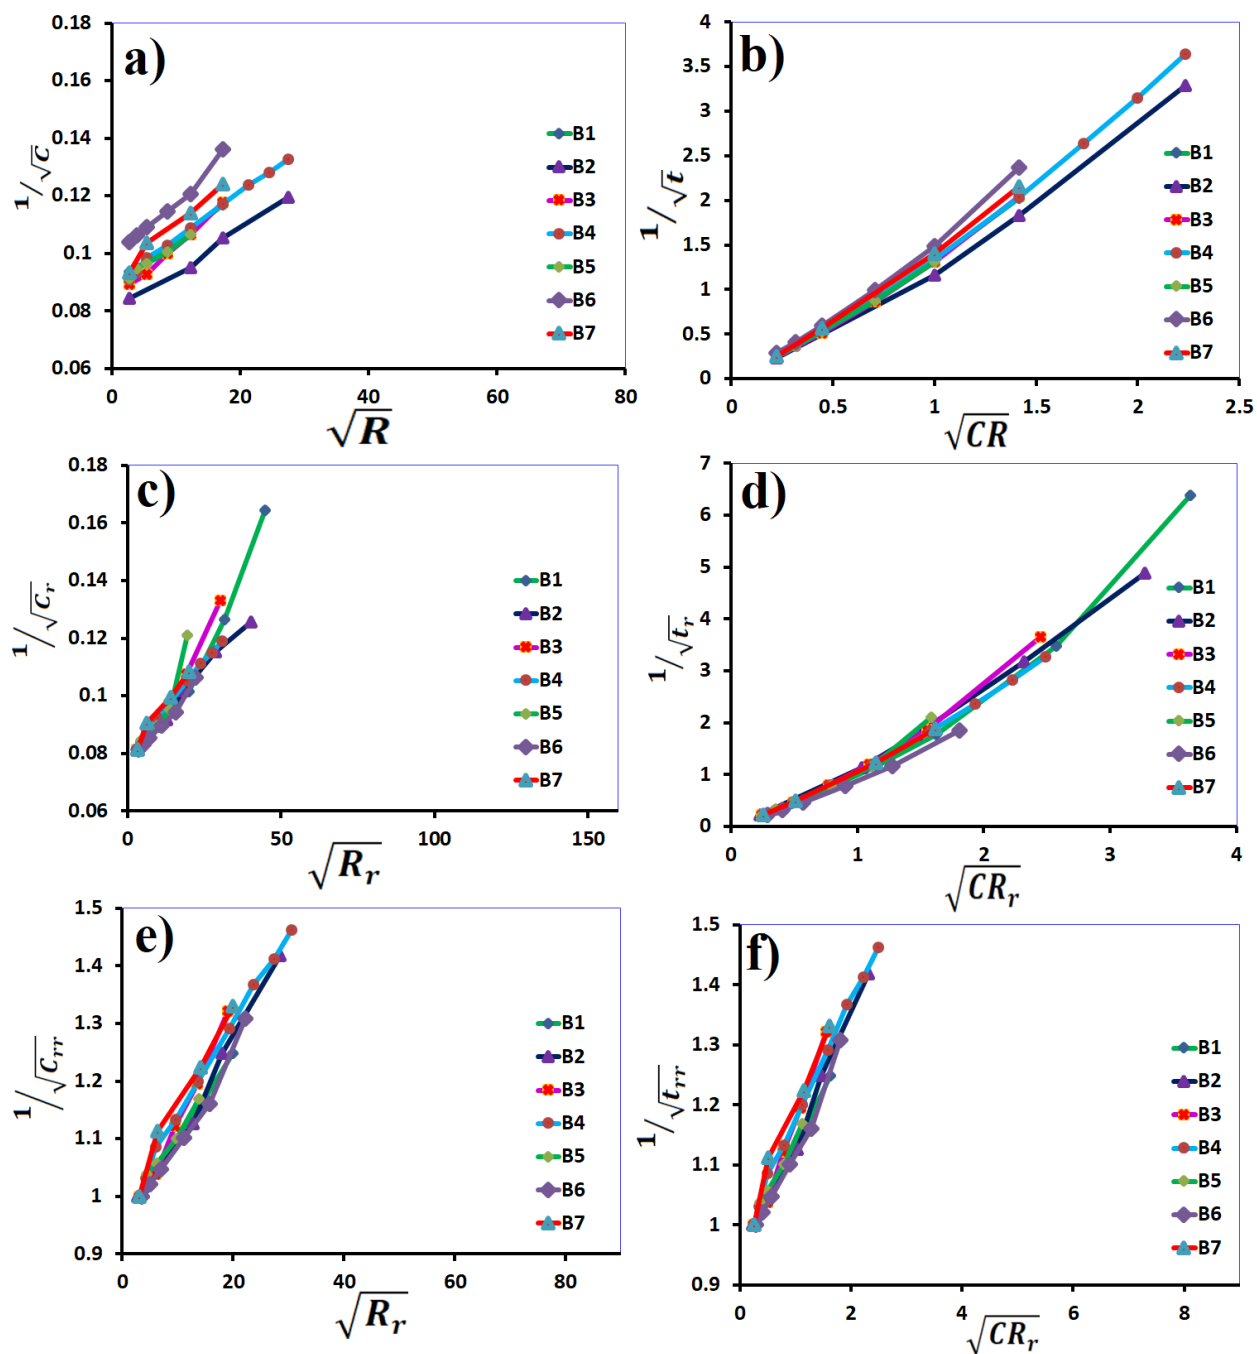 a)
0.18
0.16
0.14
0.12
0.1
0.08
0.06
0 20 40 60 80
1/√C
√R
B1
B2
B3
B4
B5
B6
B7
b)
4
3.5
3
2.5
2
1.5
1
0.5
0
0 0.5 1 1.5 2 2.5
1/√t
√CR
B1
B2
B3
B4
B5
B6
B7
c)
0.18
0.16
0.14
0.12
0.1
0.08
0.06
0 50 100 150
1/√C_r
√R_r
B1
B2
B3
B4
B5
B6
B7
d)
7
6
5
4
3
2
1
0
0 1 2 3 4
1/√t_r
√CR_r
B1
B2
B3
B4
B5
B6
B7
e)
1.5
1.4
1.3
1.2
1.1
1
0.9
0 20 40 60 80
1/√C_rr
√R_r
B1
B2
B3
B4
B5
B6
B7
f)
1.5
1.4
1.3
1.2
1.1
1
0.9
0 2 4 6 8
1/√t_rr
√CR_r
B1
B2
B3
B4
B5
B6
B7